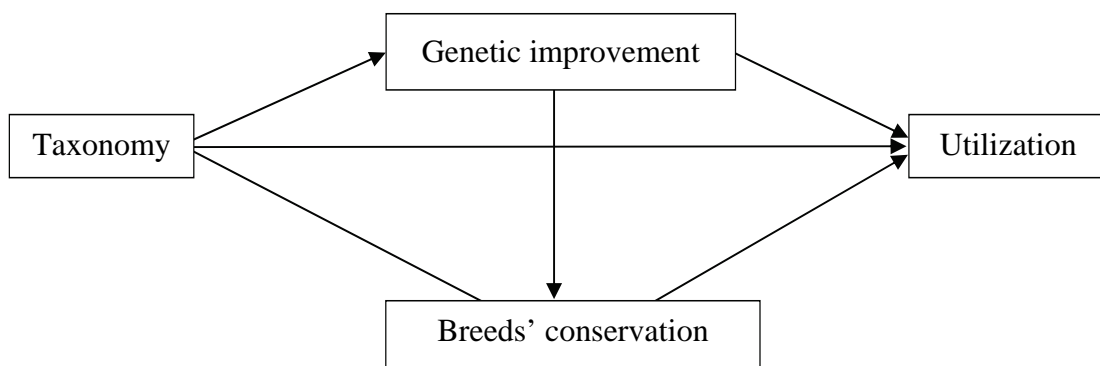 Genetic improvement
Taxonomy
Utilization
Breeds’ conservation